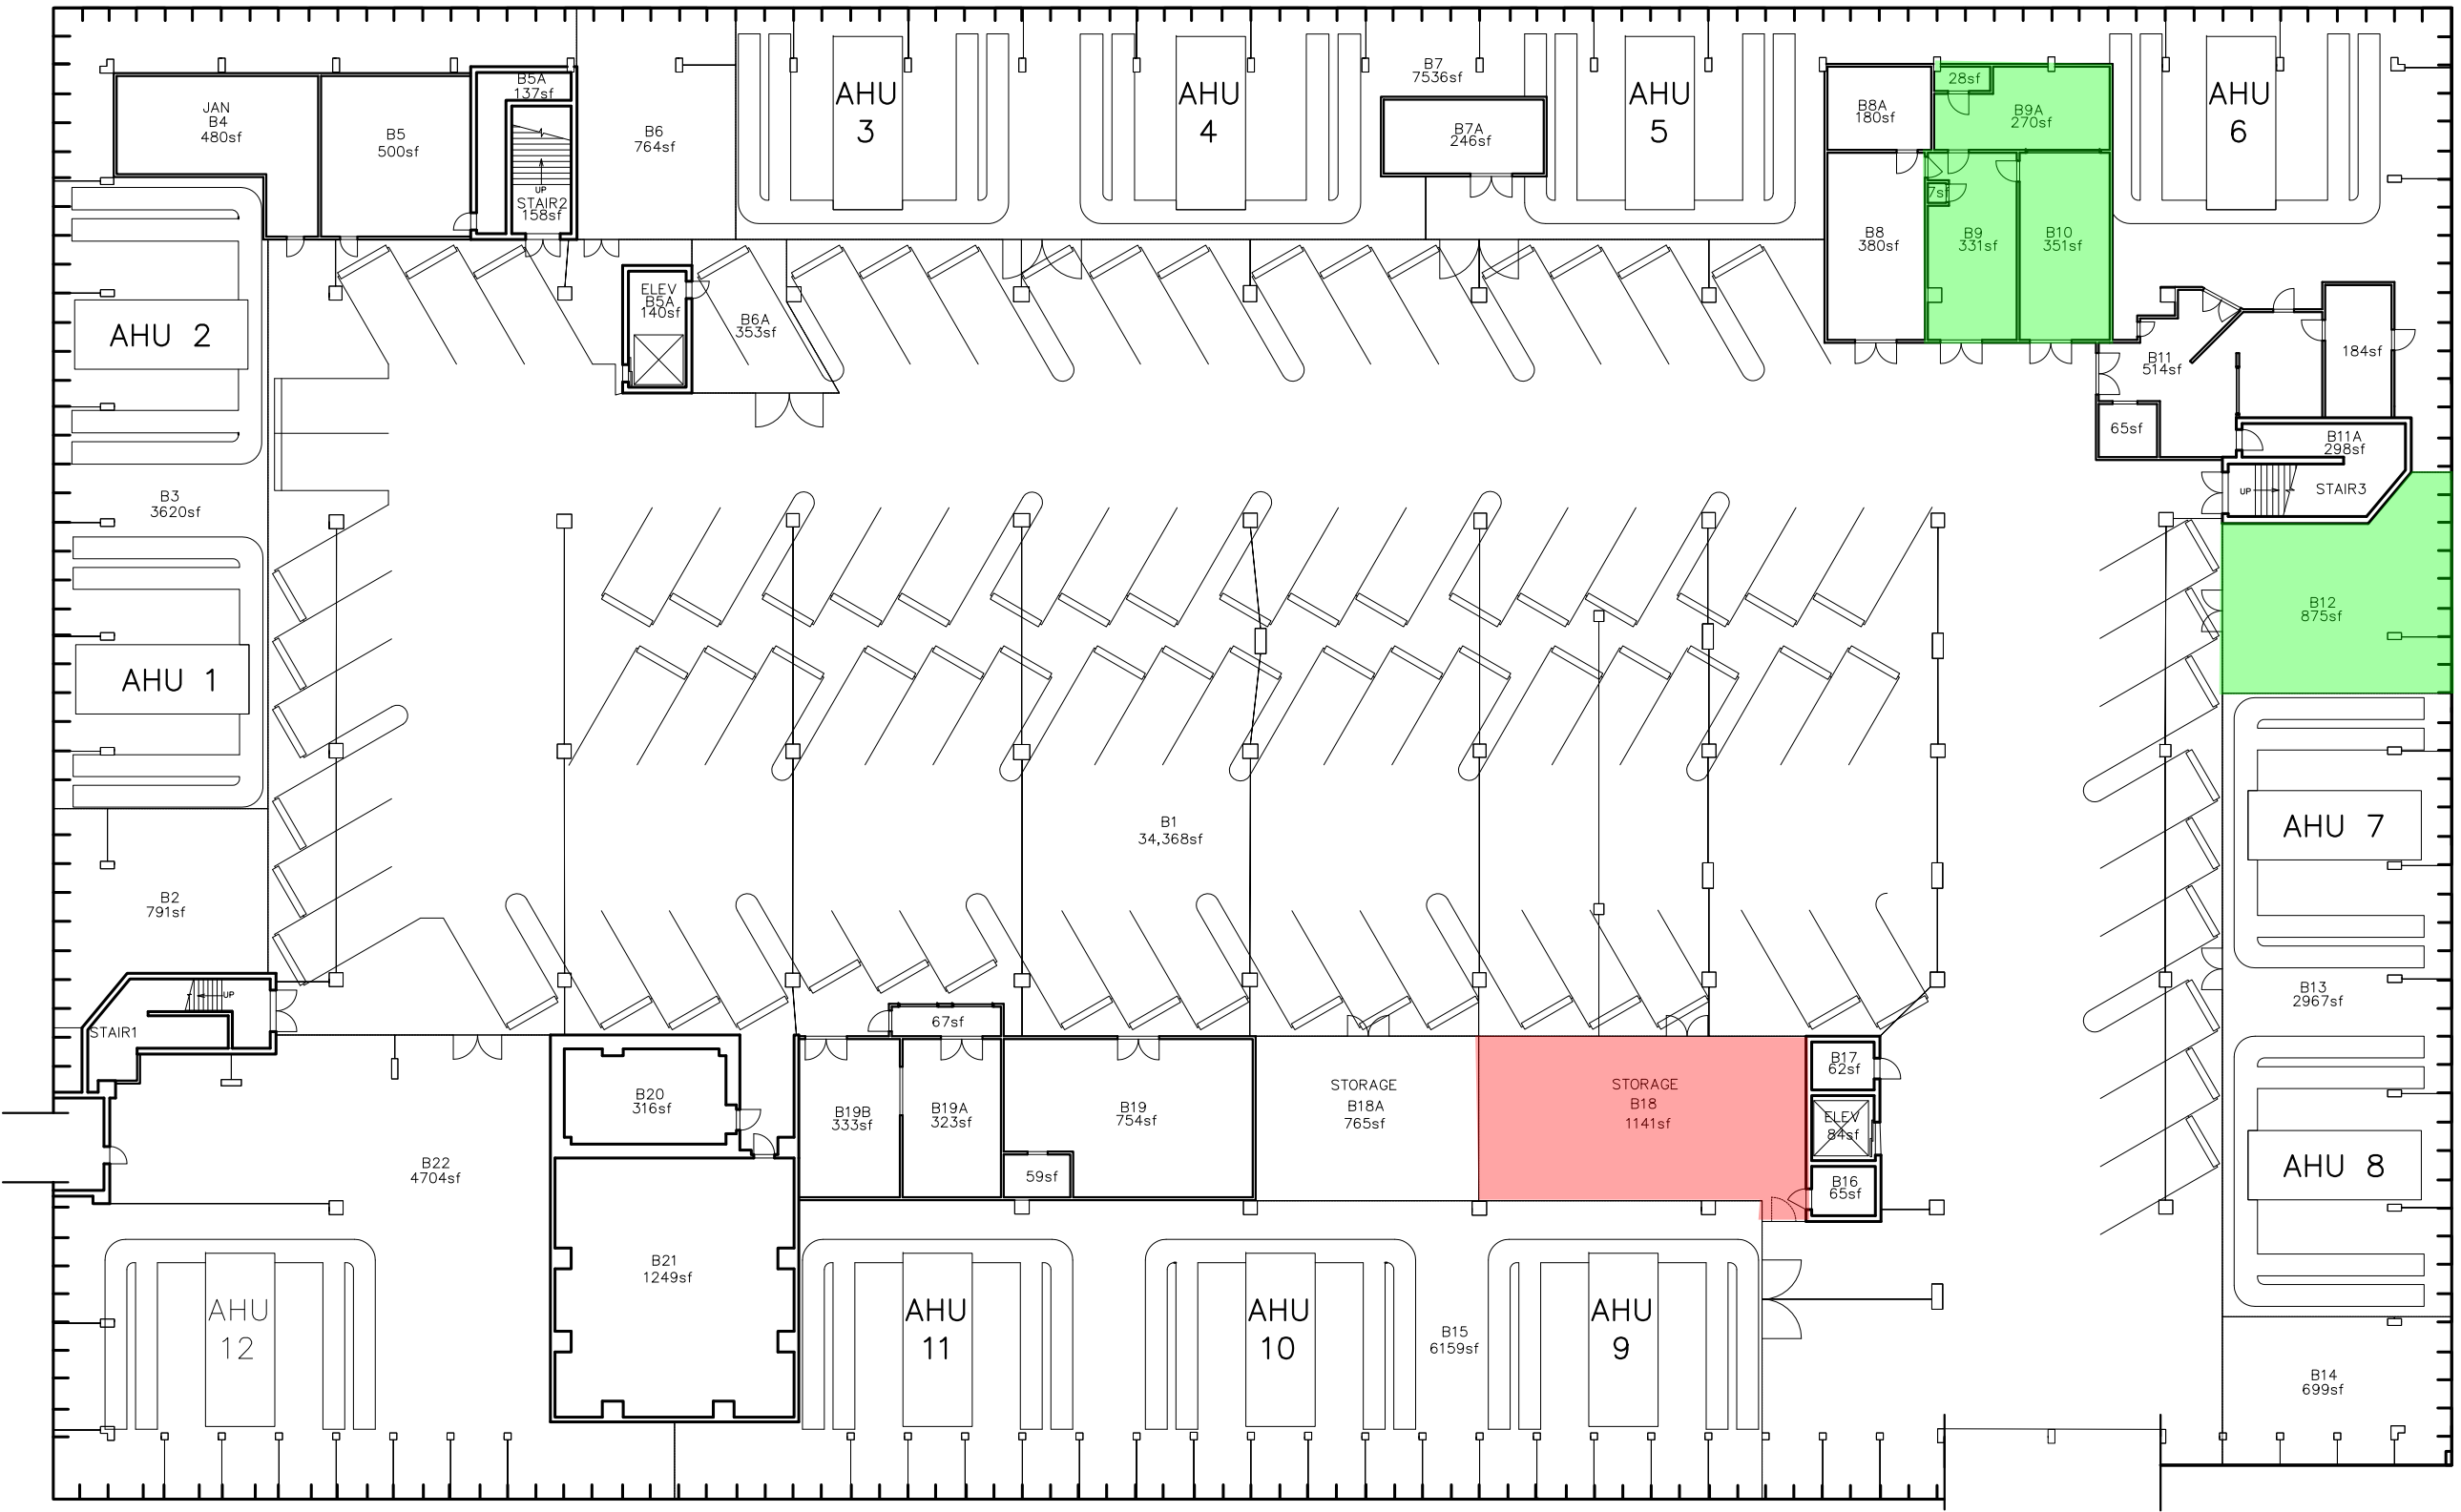 B5A
137sf
JAN
B4
480sf
B5
500sf
UP
STAIR2
158sf
B6
764sf
AHU
3
AHU
4
B7
7536sf
B7A
246sf
AHU
5
B8A
180sf
28sf
B9A
270sf
AHU
6
7sf
B8
380sf
B9
331sf
B10
351sf
ELEV
B5A
140sf
B6A
353sf
AHU 2
B11
514sf
184sf
65sf
B11A
298sf
UP
STAIR3
B3
3620sf
B12
875sf
AHU 1
B1
34,368sf
AHU 7
B2
791sf
UP
STAIR1
B13
2967sf
67sf
B20
316sf
B19B
333sf
B19A
323sf
B19
754sf
59sf
STORAGE
B18A
765sf
STORAGE
B18
1141sf
B17
62sf
ELEV
84sf
B16
65sf
AHU 8
B22
4704sf
B21
1249sf
AHU
12
AHU
11
AHU
10
B15
6159sf
AHU
9
B14
699sf